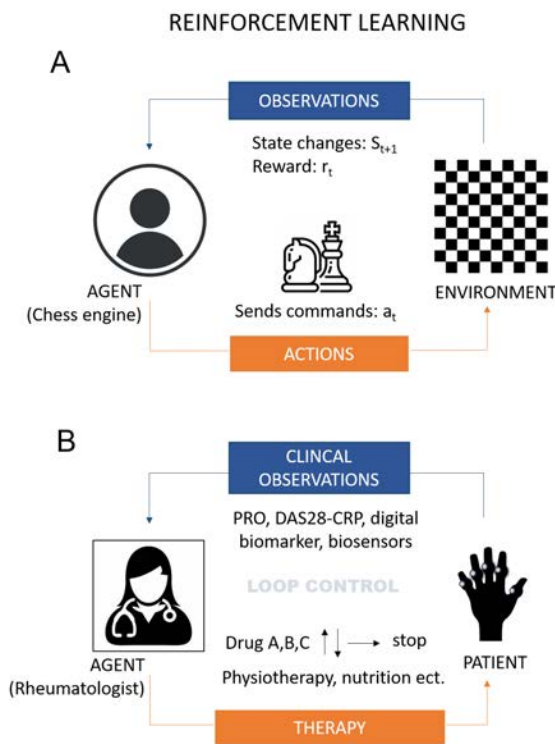 REINFORCEMENT LEARNING
A
OBSERVATIONS
State changes: Sₜ₊₁
Reward: rₜ
AGENT
(Chess engine)
ENVIRONMENT
Sends commands: aₜ
ACTIONS
B
CLINCAL
OBSERVATIONS
PRO, DAS28-CRP, digital
biomarker, biosensors
LOOP CONTROL
Drug A,B,C ↑↓ → stop
Physiotherapy, nutrition ect.
AGENT
(Rheumatologist)
PATIENT
THERAPY